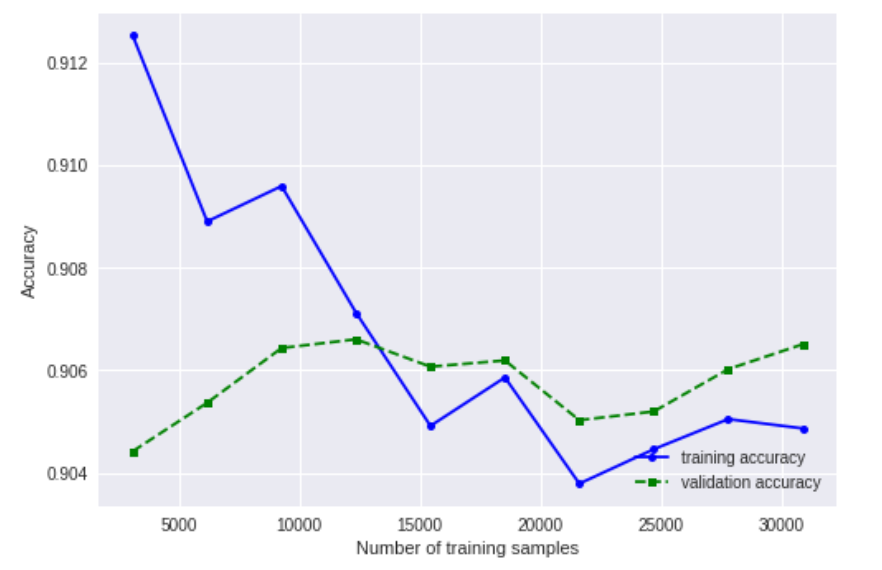 0.912
0.910
0.908
0.906
0.904
Accuracy
training accuracy
validation accuracy
5000 10000 15000 20000 25000 30000
Number of training samples